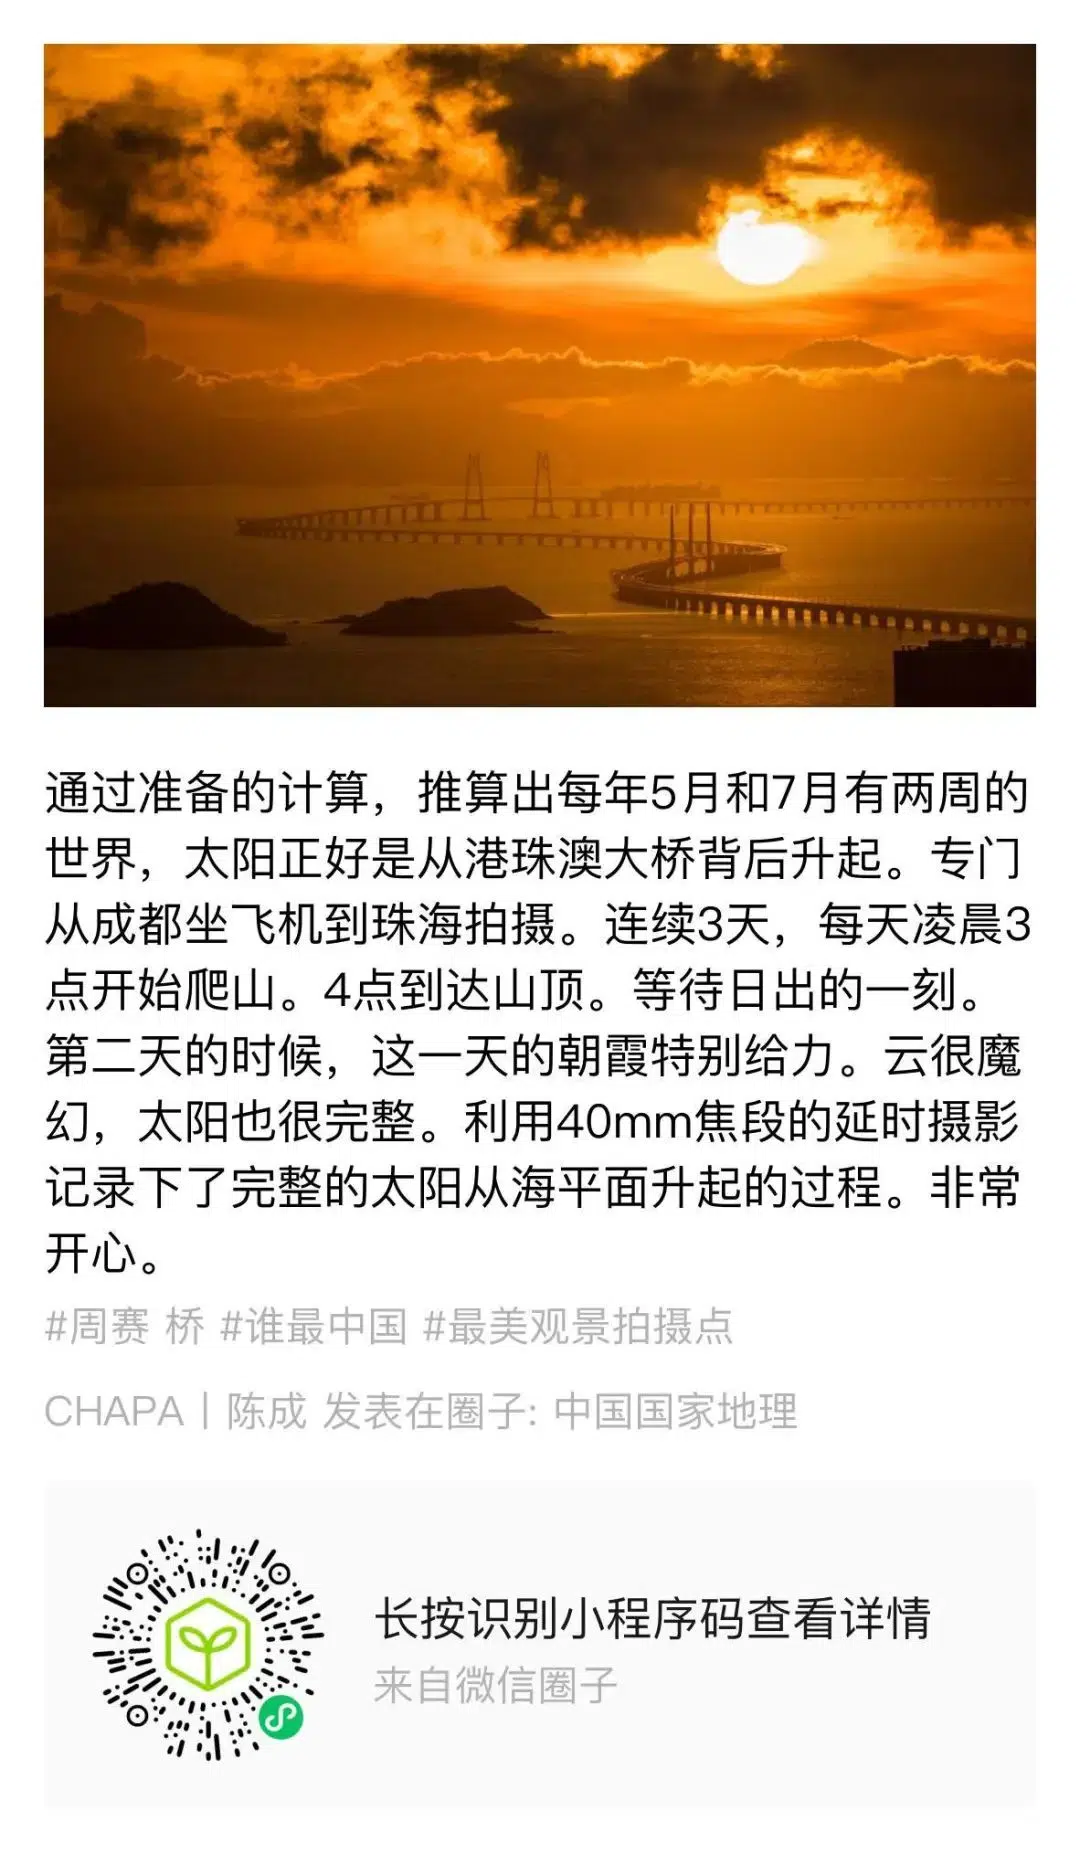 通过准备的计算，推算出每年5月和7月有两周的
世界，太阳正好是从港珠澳大桥背后升起。专门
从成都坐飞机到珠海拍摄。连续3天，每天凌晨3
点开始爬山。4点到达山顶。等待日出的一刻。
第二天的时候，这一天的朝霞特别给力。云很魔
幻，太阳也很完整。利用40mm焦段的延时摄影
记录下了完整的太阳从海平面升起的过程。非常
开心。
#周赛 桥 #谁最中国 #最美观景拍摄点
CHAPA丨陈成 发表在圈子: 中国国家地理
长按识别小程序码查看详情
来自微信圈子